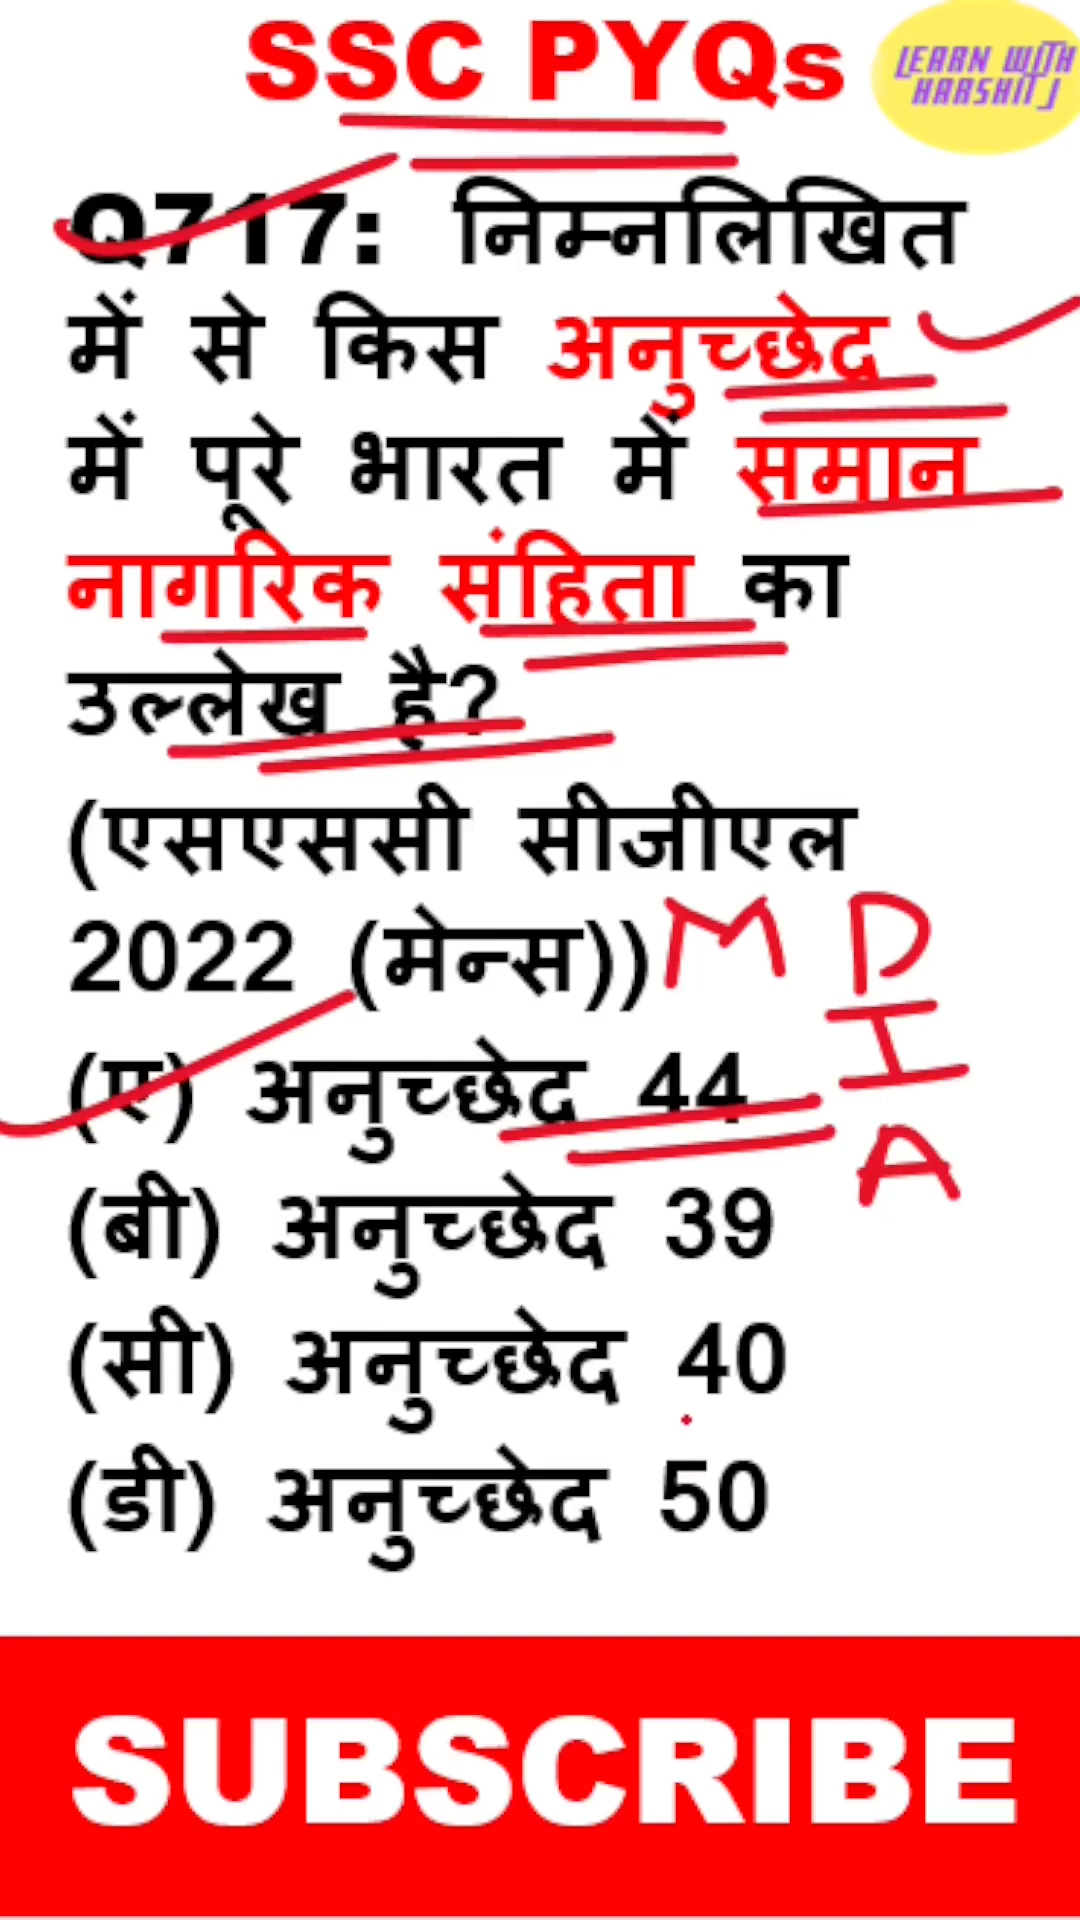 SSC PYQs
LEARN WITH
HARSHIT J
Q717: निम्नलिखित
में से किस अनुच्छेद
में पूरे भारत में समान
नागरिक संहिता का
उल्लेख है?
(एसएससी सीजीएल
2022 (मेन्स)) M D
I
(ए) अनुच्छेद 44
A
(बी) अनुच्छेद 39
(सी) अनुच्छेद 40
(डी) अनुच्छेद 50
SUBSCRIBE